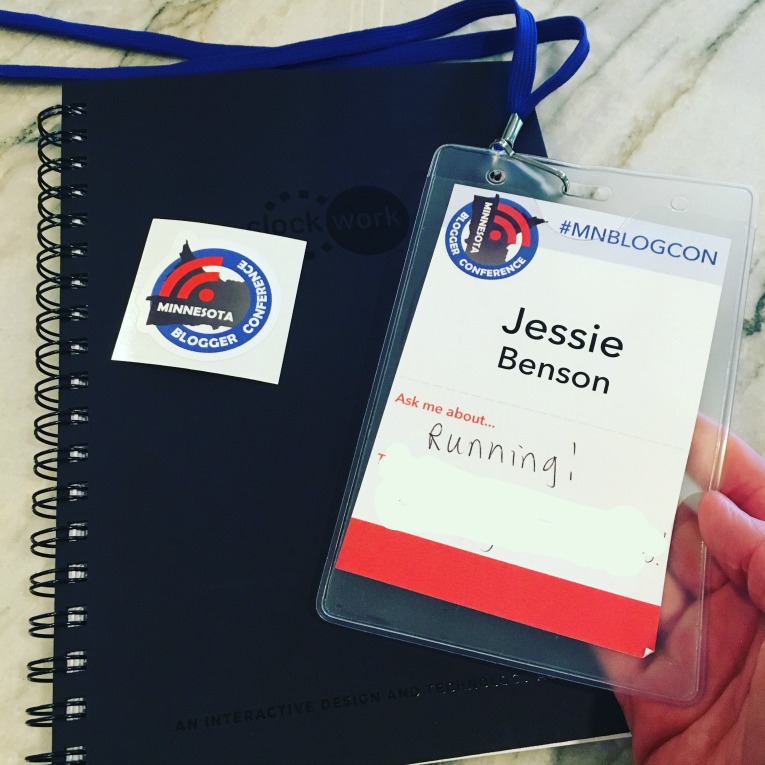 clockwork
MINNESOTA
BLOGGER CONFERENCE
MINNESOTA
BLOGGER CONFERENCE
#MNBLOGCON
Jessie
Benson
Ask me about...
Running!
AN INTERACTIVE DESIGN AND TECHNOLOGY